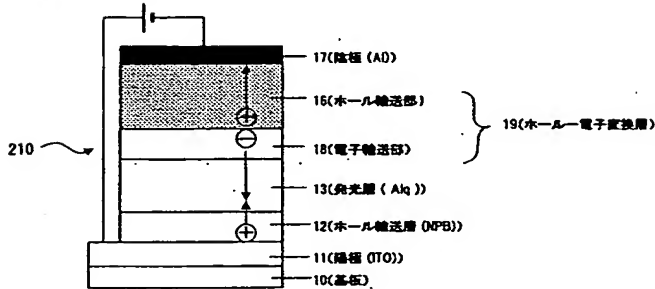 17(陰極(Al))
16(ホール輸送部)
19(ホールー電子変換層)
210
18(電子輸送部)
13(発光層(Alq))
12(ホール輸送層(NPB))
11(陽極(ITO))
10(基板)